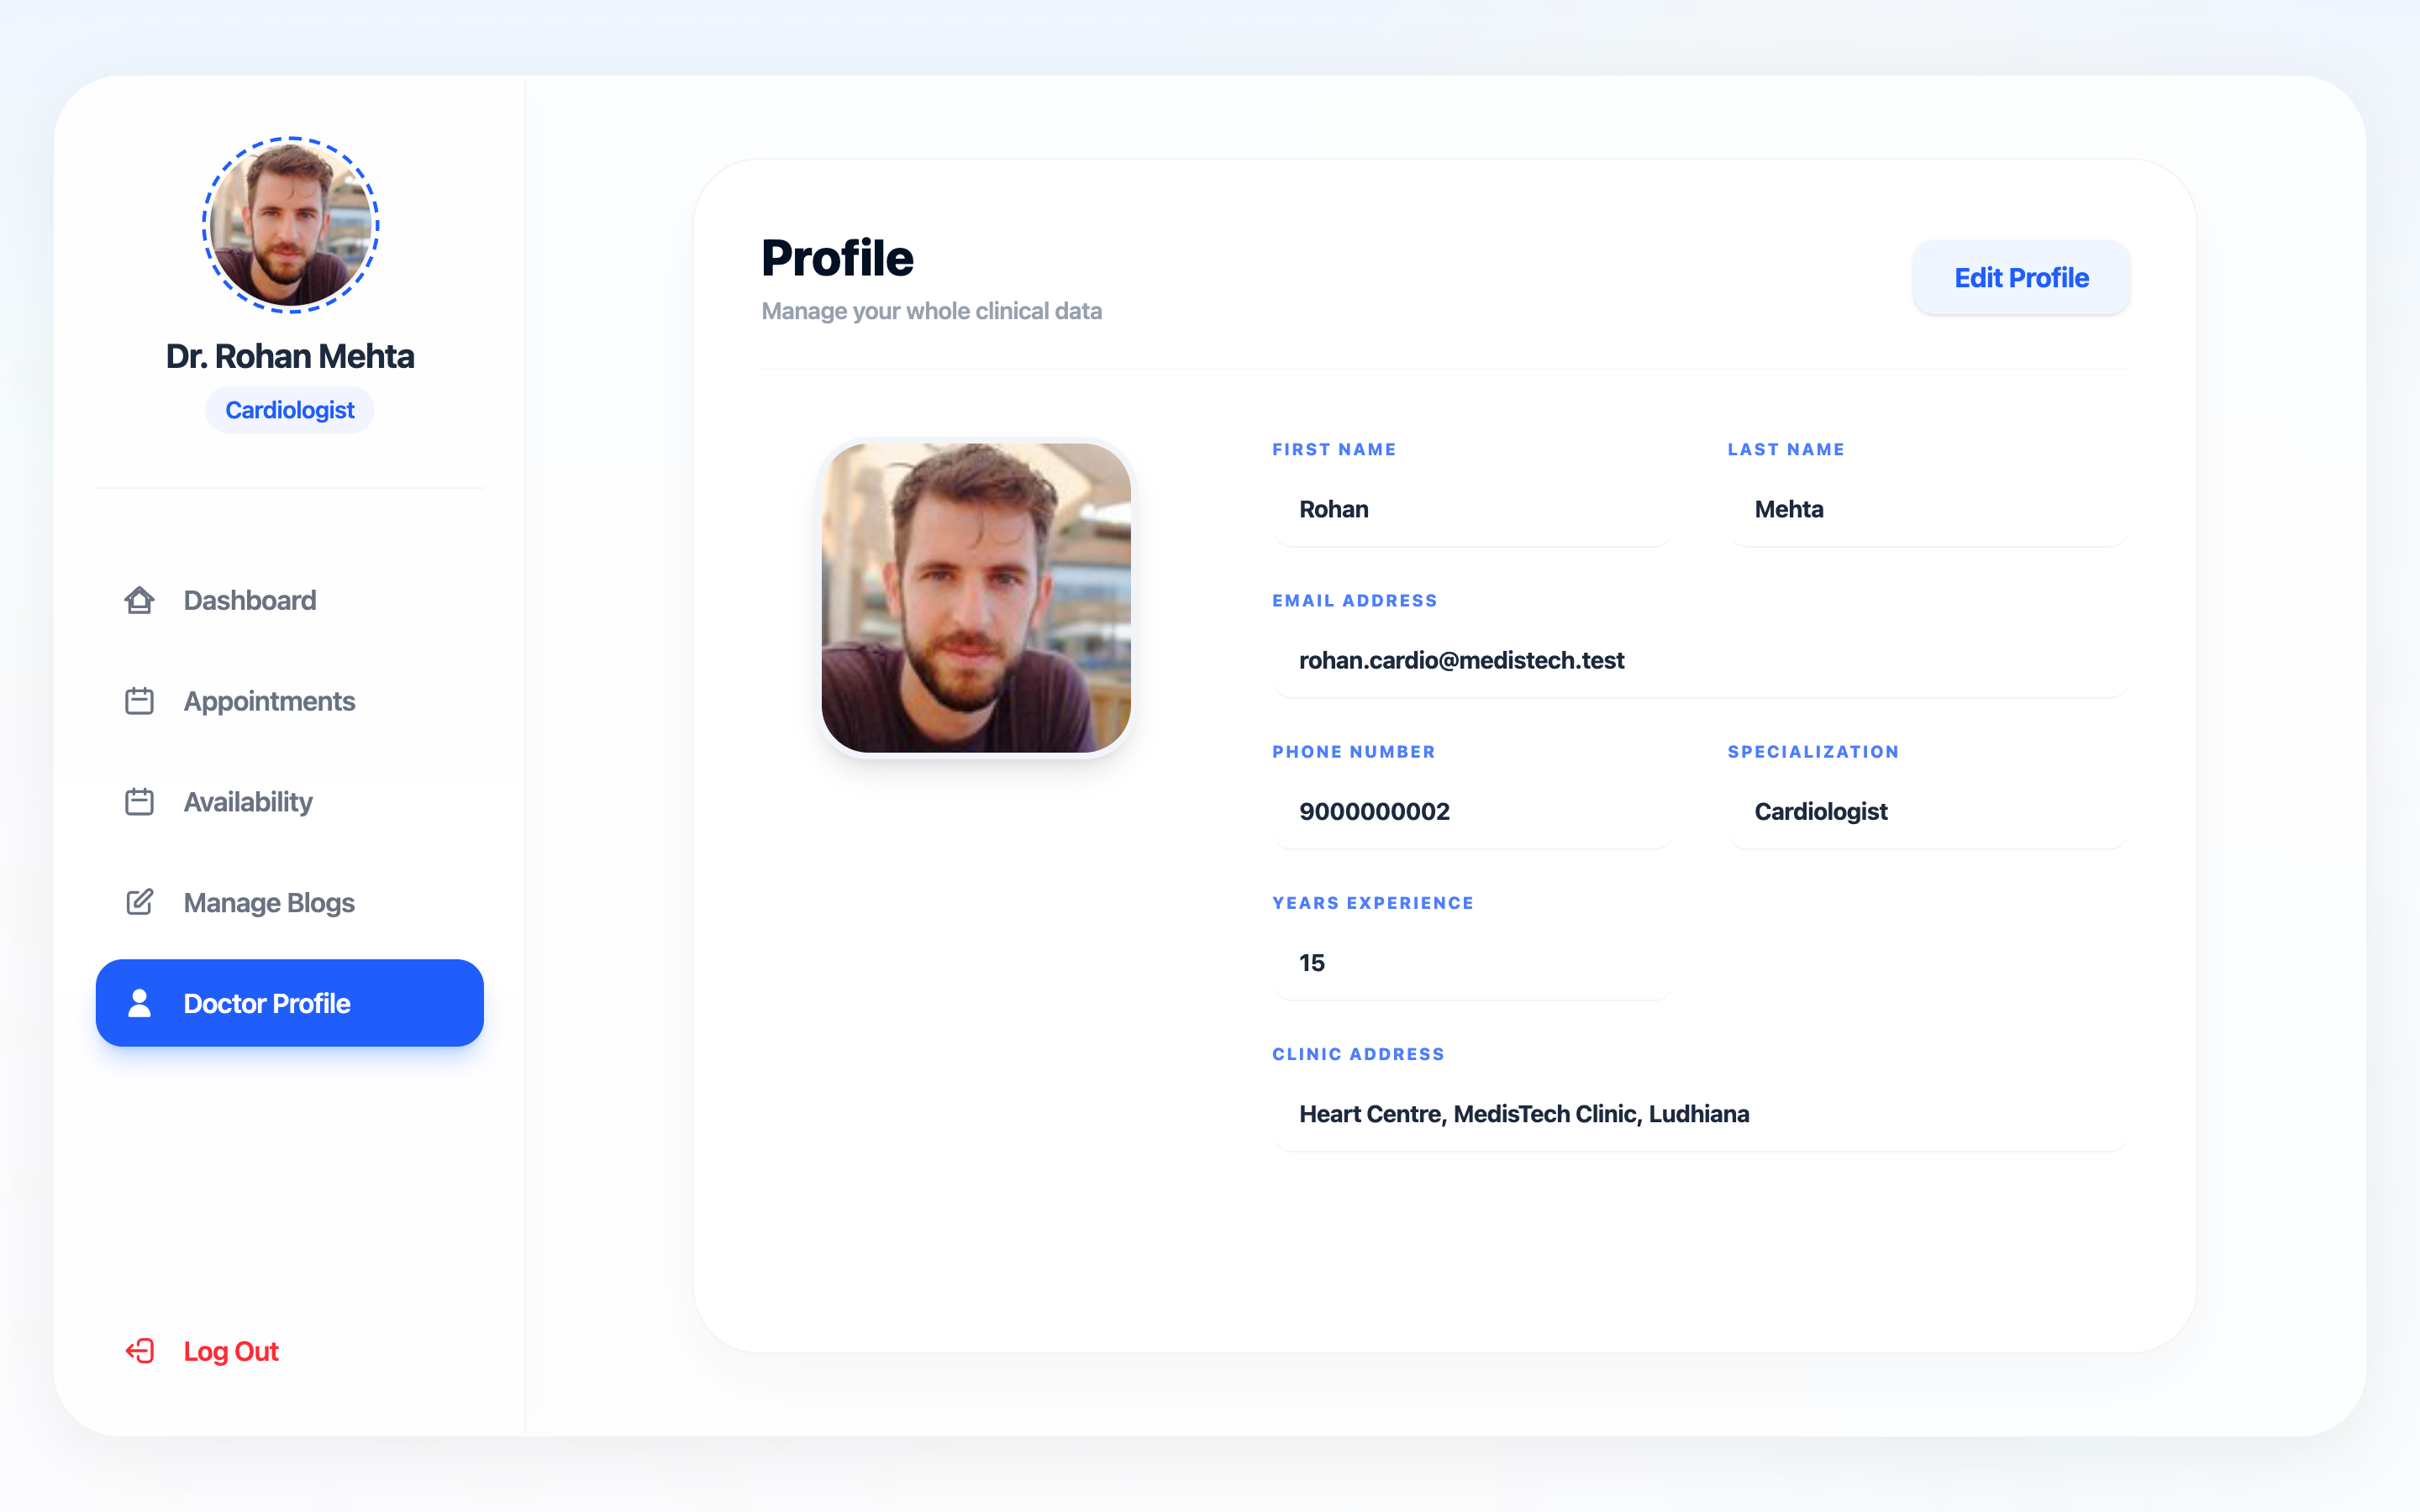 Dr. Rohan Mehta
Cardiologist
Dashboard
Appointments
Availability
Manage Blogs
Doctor Profile
Log Out
Profile
Manage your whole clinical data
Edit Profile
FIRST NAME
Rohan
LAST NAME
Mehta
EMAIL ADDRESS
rohan.cardio@medistech.test
PHONE NUMBER
9000000002
SPECIALIZATION
Cardiologist
YEARS EXPERIENCE
15
CLINIC ADDRESS
Heart Centre, MedisTech Clinic, Ludhiana